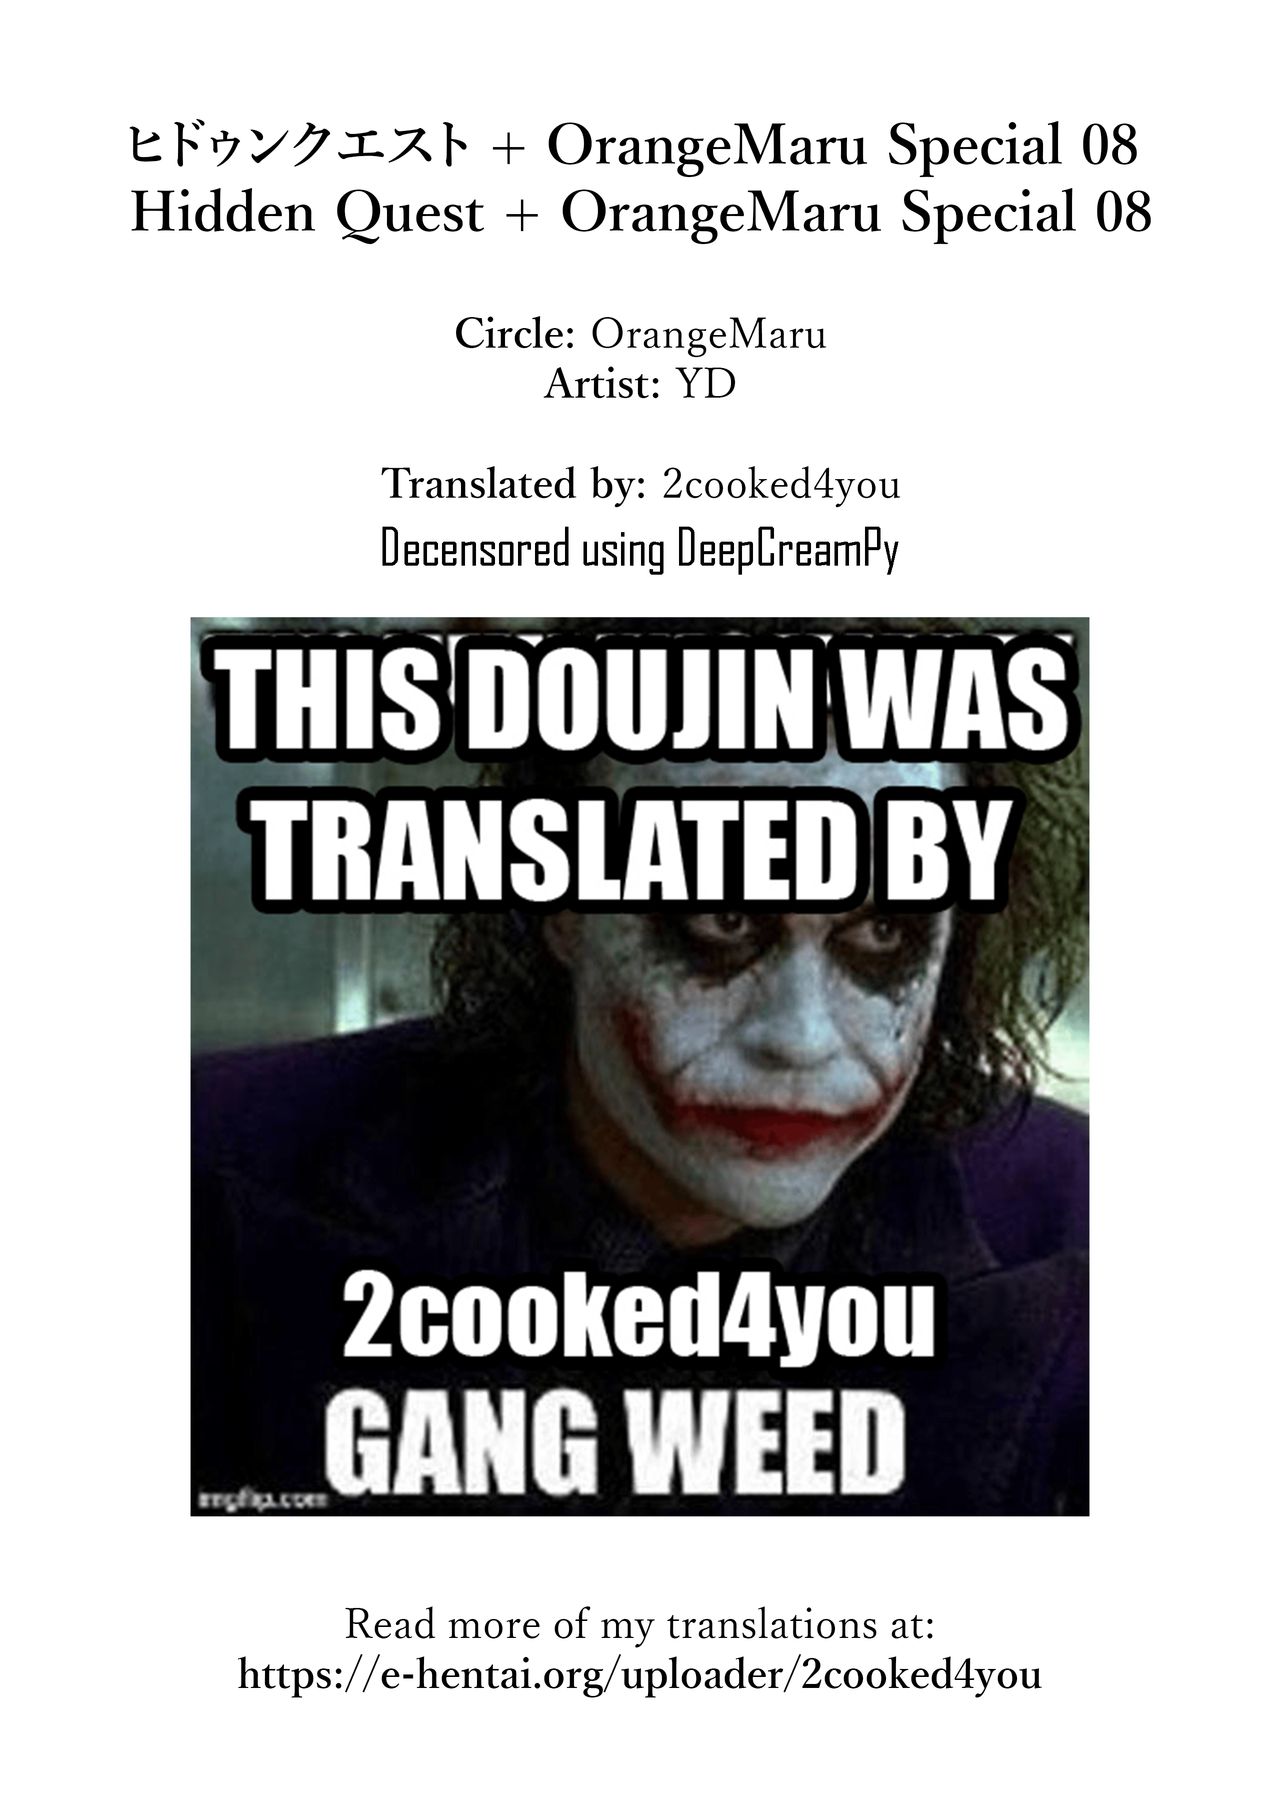 ヒドゥンクエスト + OrangeMaru Special 08
Hidden Quest + OrangeMaru Special 08
Circle: OrangeMaru
Artist: YD
Translated by: 2cooked4you
Decensored using DeepCreamPy
THIS DOUJIN WAS
TRANSLATED BY
2cooked4you
GANG WEED
imgflip.com
Read more of my translations at:
https://e-hentai.org/uploader/2cooked4you